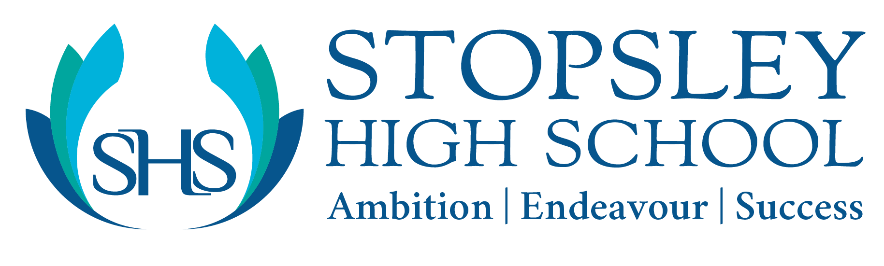 SHS
STOPSLEY
HIGH SCHOOL
Ambition | Endeavour | Success